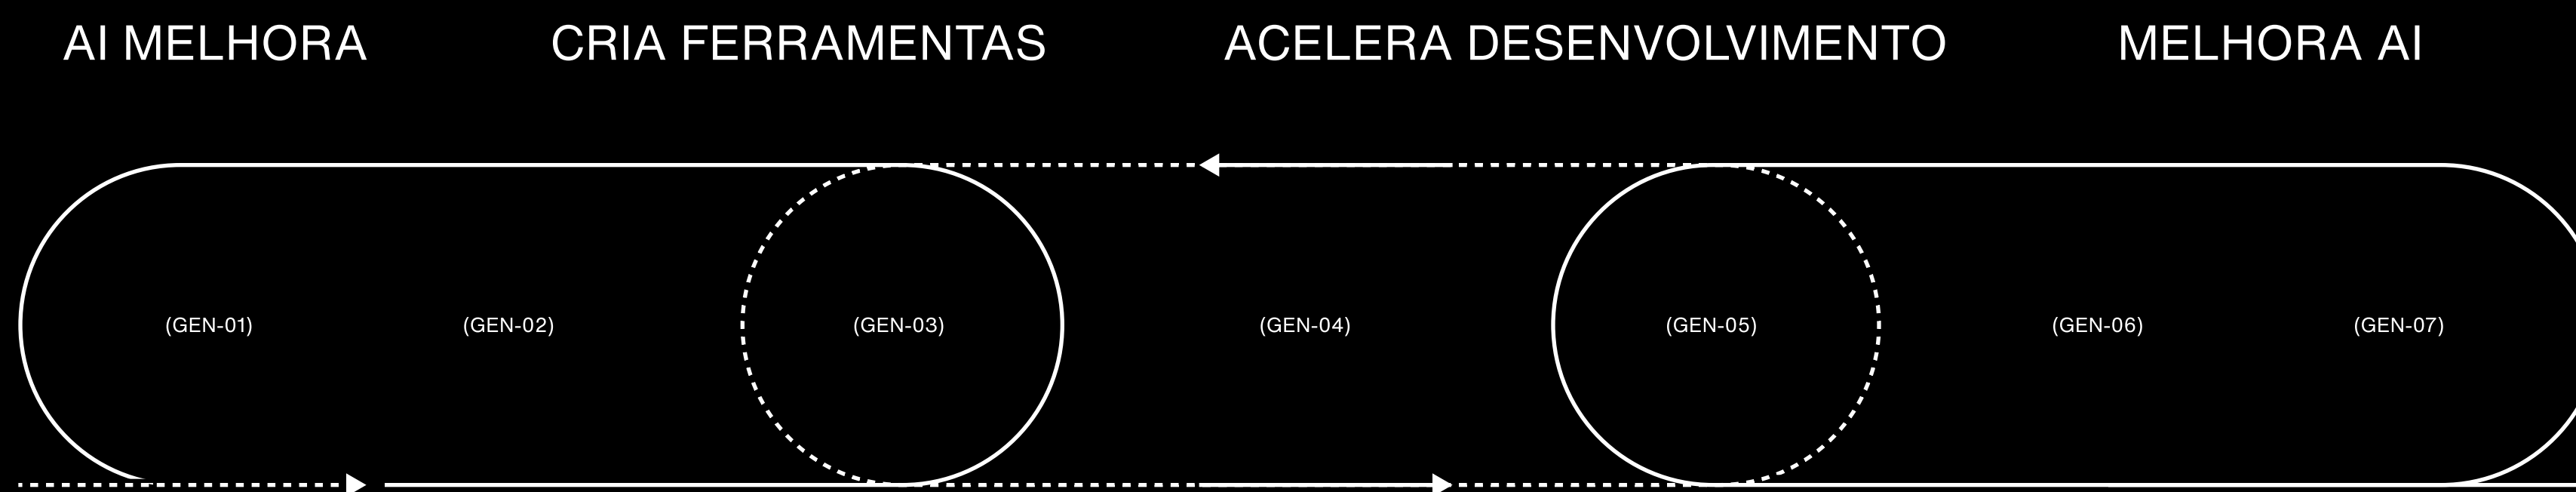 AI MELHORA
CRIA FERRAMENTAS
ACELERA DESENVOLVIMENTO
MELHORA AI
(GEN-01)
(GEN-02)
(GEN-03)
(GEN-04)
(GEN-05)
(GEN-06)
(GEN-07)